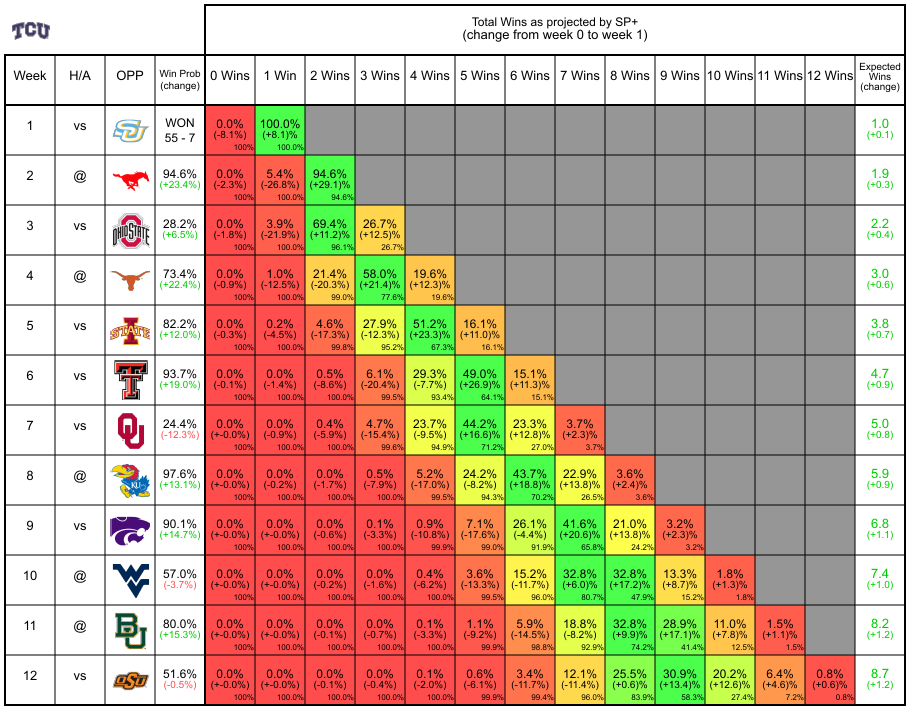 TCU
Total Wins as projected by SP+
(change from week 0 to week 1)
Week H/A OPP Win Prob (change) 0 Wins 1 Win 2 Wins 3 Wins 4 Wins 5 Wins 6 Wins 7 Wins 8 Wins 9 Wins 10 Wins 11 Wins 12 Wins Expected Wins (change)
1 vs SU WON 55 - 7 0.0% (-8.1%) 100% 100.0% (+8.1)% 100.0% 1.0 (+0.1)
2 @ 94.6% (+23.4%) 0.0% (-2.3%) 100% 5.4% (-26.8%) 100.0% 94.6% (+29.1)% 94.6% 1.9 (+0.3)
3 vs OHIO STATE 28.2% (+6.5%) 0.0% (-1.8%) 100% 3.9% (-21.9%) 100.0% 69.4% (+11.2)% 96.1% 26.7% (+12.5)% 26.7% 2.2 (+0.4)
4 @ 73.4% (+22.4%) 0.0% (-0.9%) 100% 1.0% (-12.5%) 100.0% 21.4% (-20.3%) 99.0% 58.0% (+21.4)% 77.6% 19.6% (+12.3)% 19.6% 3.0 (+0.6)
5 vs I STATE 82.2% (+12.0%) 0.0% (-0.3%) 100% 0.2% (-4.5%) 100.0% 4.6% (-17.3%) 99.8% 27.9% (-12.3%) 95.2% 51.2% (+23.3)% 67.3% 16.1% (+11.0)% 16.1% 3.8 (+0.7)
6 vs T 93.7% (+19.0%) 0.0% (-0.1%) 100% 0.0% (-1.4%) 100.0% 0.5% (-8.6%) 100.0% 6.1% (-20.4%) 99.5% 29.3% (-7.7%) 93.4% 49.0% (+26.9)% 64.1% 15.1% (+11.3)% 15.1% 4.7 (+0.9)
7 vs OU 24.4% (-12.3%) 0.0% (+-0.0%) 100% 0.0% (-0.9%) 100.0% 0.4% (-5.9%) 100.0% 4.7% (-15.4%) 99.6% 23.7% (-9.5%) 94.9% 44.2% (+16.6)% 71.2% 23.3% (+12.8)% 27.0% 3.7% (+2.3)% 3.7% 5.0 (+0.8)
8 @ KU 97.6% (+13.1%) 0.0% (+-0.0%) 100% 0.0% (-0.2%) 100.0% 0.0% (-1.7%) 100.0% 0.5% (-7.9%) 100.0% 5.2% (-17.0%) 99.5% 24.2% (-8.2%) 94.3% 43.7% (+18.8)% 70.2% 22.9% (+13.8)% 26.5% 3.6% (+2.4)% 3.6% 5.9 (+0.9)
9 vs 90.1% (+14.7%) 0.0% (+-0.0%) 100% 0.0% (+-0.0%) 100.0% 0.0% (-0.6%) 100.0% 0.1% (-3.3%) 100.0% 0.9% (-10.8%) 99.9% 7.1% (-17.6%) 99.0% 26.1% (-4.4%) 91.9% 41.6% (+20.6)% 65.8% 21.0% (+13.8)% 24.2% 3.2% (+2.3)% 3.2% 6.8 (+1.1)
10 @ WV 57.0% (-3.7%) 0.0% (+-0.0%) 100% 0.0% (+-0.0%) 100.0% 0.0% (-0.2%) 100.0% 0.0% (-1.6%) 100.0% 0.4% (-6.2%) 100.0% 3.6% (-13.3%) 99.5% 15.2% (-11.7%) 96.0% 32.8% (+6.0)% 80.7% 32.8% (+17.2)% 47.9% 13.3% (+8.7)% 15.2% 1.8% (+1.3)% 1.8% 7.4 (+1.0)
11 @ BU 80.0% (+15.3%) 0.0% (+-0.0%) 100% 0.0% (+-0.0%) 100.0% 0.0% (-0.1%) 100.0% 0.0% (-0.7%) 100.0% 0.1% (-3.3%) 100.0% 1.1% (-9.2%) 99.9% 5.9% (-14.5%) 98.8% 18.8% (-8.2%) 92.9% 32.8% (+9.9)% 74.2% 28.9% (+17.1)% 41.4% 11.0% (+7.8)% 12.5% 1.5% (+1.1)% 1.5% 8.2 (+1.2)
12 vs OSU 51.6% (-0.5%) 0.0% (+-0.0%) 100% 0.0% (+-0.0%) 100.0% 0.0% (-0.1%) 100.0% 0.0% (-0.4%) 100.0% 0.1% (-2.0%) 100.0% 0.6% (-6.1%) 99.9% 3.4% (-11.7%) 99.4% 12.1% (-11.4%) 96.0% 25.5% (+0.6)% 83.9% 30.9% (+13.4)% 58.3% 20.2% (+12.6)% 27.4% 6.4% (+4.6)% 7.2% 0.8% (+0.6)% 0.8% 8.7 (+1.2)